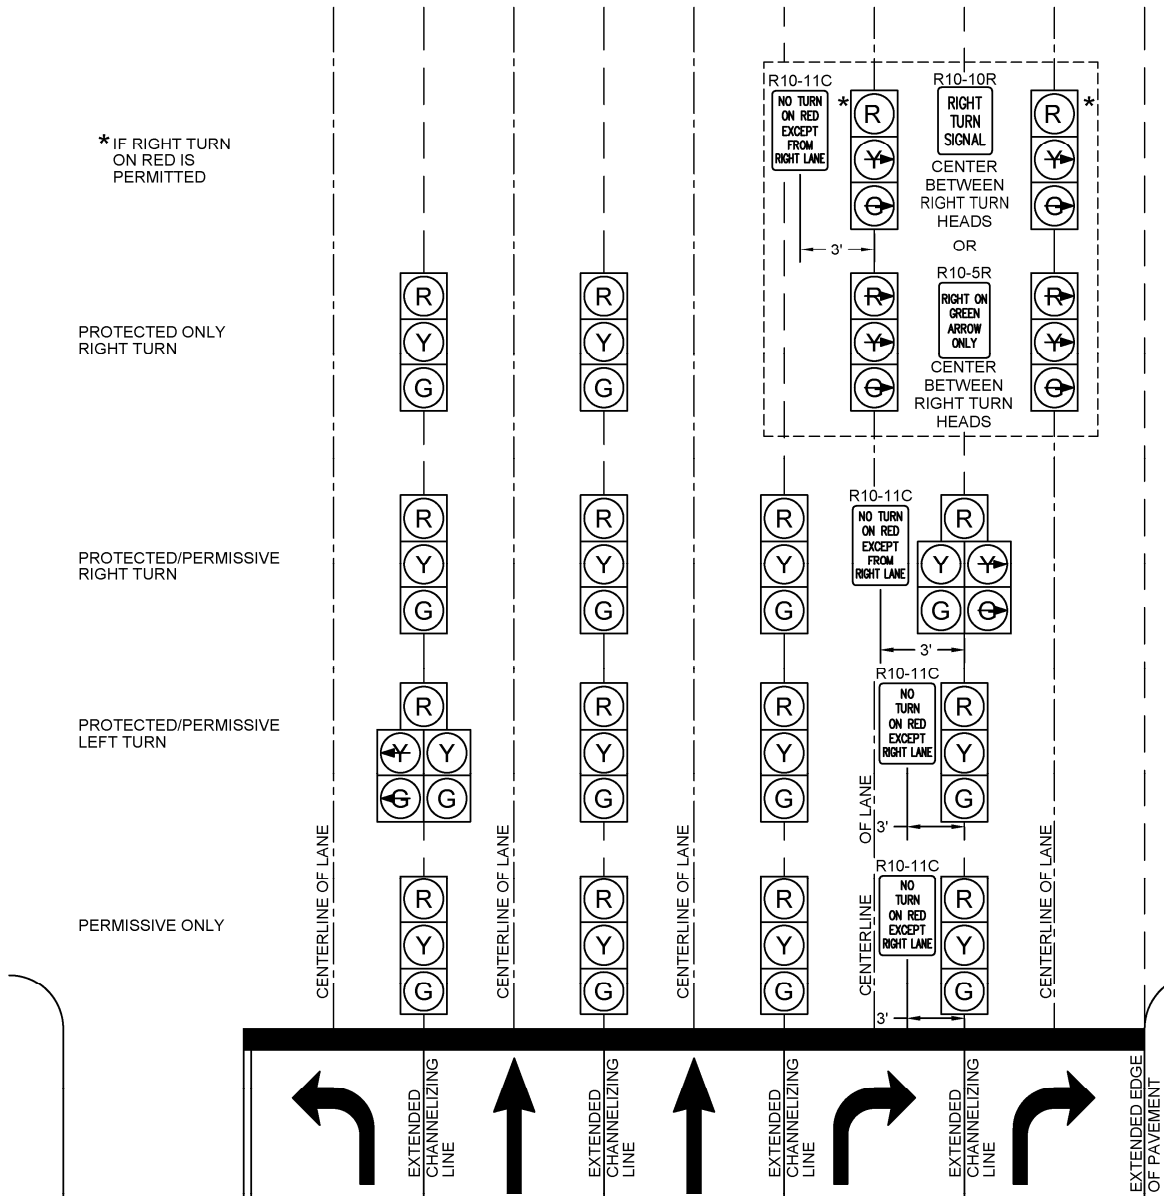 R10-11C
NO TURN
ON RED
EXCEPT
FROM
RIGHT LANE
*
R
Y
G
R10-10R
RIGHT
TURN
SIGNAL
CENTER
BETWEEN
RIGHT TURN
HEADS
R
Y
G
*
* IF RIGHT TURN
ON RED IS
PERMITTED
3'
OR
PROTECTED ONLY
RIGHT TURN
R
Y
G
R
Y
G
R
Y
G
R10-5R
RIGHT ON
GREEN
ARROW
ONLY
CENTER
BETWEEN
RIGHT TURN
HEADS
R
Y
G
PROTECTED/PERMISSIVE
RIGHT TURN
R
Y
G
R
Y
G
R
Y
G
R10-11C
NO TURN
ON RED
EXCEPT
FROM
RIGHT LANE
R
Y Y
G G
3'
PROTECTED/PERMISSIVE
LEFT TURN
R
Y Y
G G
R
Y
G
R
Y
G
R10-11C
NO
TURN
ON RED
EXCEPT
RIGHT LANE
R
Y
G
3'
PERMISSIVE ONLY
CENTERLINE OF LANE
R
Y
G
CENTERLINE OF LANE
R
Y
G
CENTERLINE OF LANE
R
Y
G
CENTERLINE OF LANE
R10-11C
NO
TURN
ON RED
EXCEPT
RIGHT LANE
R
Y
G
3'
CENTERLINE OF LANE
EXTENDED
CHANNELIZING
LINE
EXTENDED
CHANNELIZING
LINE
EXTENDED
CHANNELIZING
LINE
EXTENDED
CHANNELIZING
LINE
EXTENDED EDGE
OF PAVEMENT